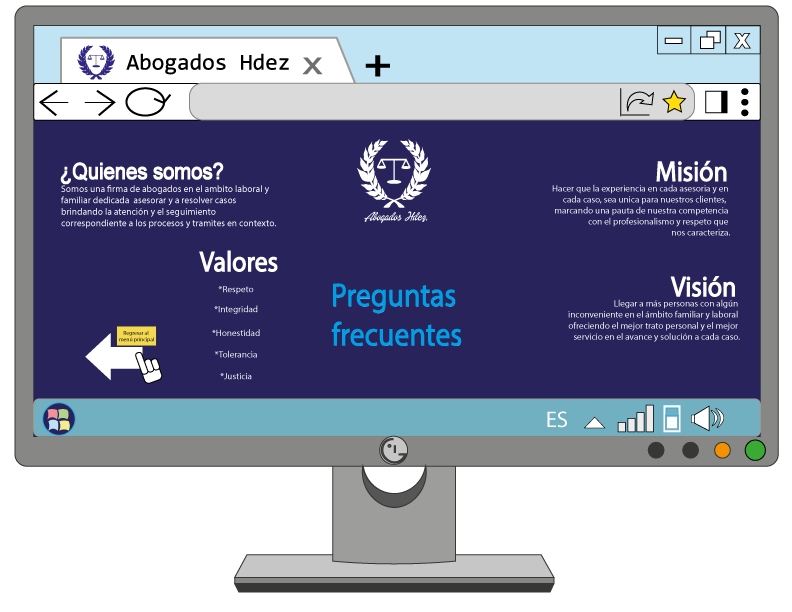 Abogados Hdez X
¿Quienes somos?
Somos una firma de abogados en el ambito laboral y
familiar dedicada asesorar y a resolver casos
brindando la atención y el seguimiento
correspondiente a los procesos y tramites en contexto.
Abogados Hdez.
Misión
Hacer que la experiencia en cada asesoria y en
cada caso, sea unica para nuestros clientes,
marcando una pauta de nuestra competencia
con el profesionalismo y respeto que
nos caracteriza.
Valores
*Respeto
*Integridad
*Honestidad
*Tolerancia
*Justicia
Preguntas
frecuentes
Visión
Llegar a más personas con algún
inconveniente en el ámbito familiar y laboral
ofreciendo el mejor trato personal y el mejor
servicio en el avance y solución a cada caso.
Regresar al
menú principal
ES